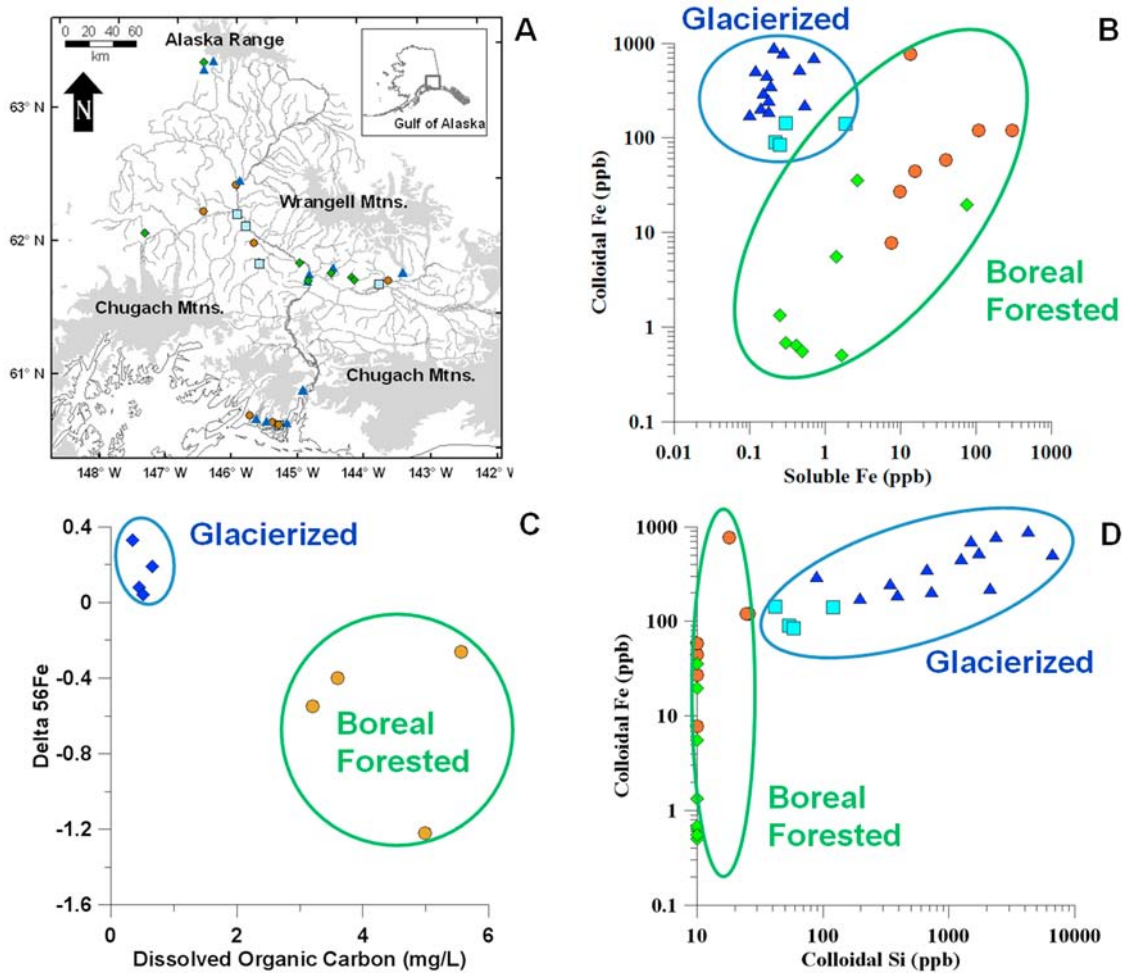 0 20 40 60
km
Alaska Range
A
N
Gulf of Alaska
63° N
Wrangell Mtns.
62° N
Chugach Mtns.
61° N
Chugach Mtns.
148° W 147° W 146° W 145° W 144° W 143° W 142° W
Glacierized
B
1000
100
10
1
0.1
Colloidal Fe (ppb)
Boreal
Forested
0.01 0.1 1 10 100 1000
Soluble Fe (ppb)
C
Glacierized
0.4
0
-0.4
-0.8
-1.2
-1.6
Delta 56Fe
Boreal
Forested
0 2 4 6
Dissolved Organic Carbon (mg/L)
D
1000
100
10
1
0.1
Colloidal Fe (ppb)
Glacierized
Boreal
Forested
10 100 1000 10000
Colloidal Si (ppb)